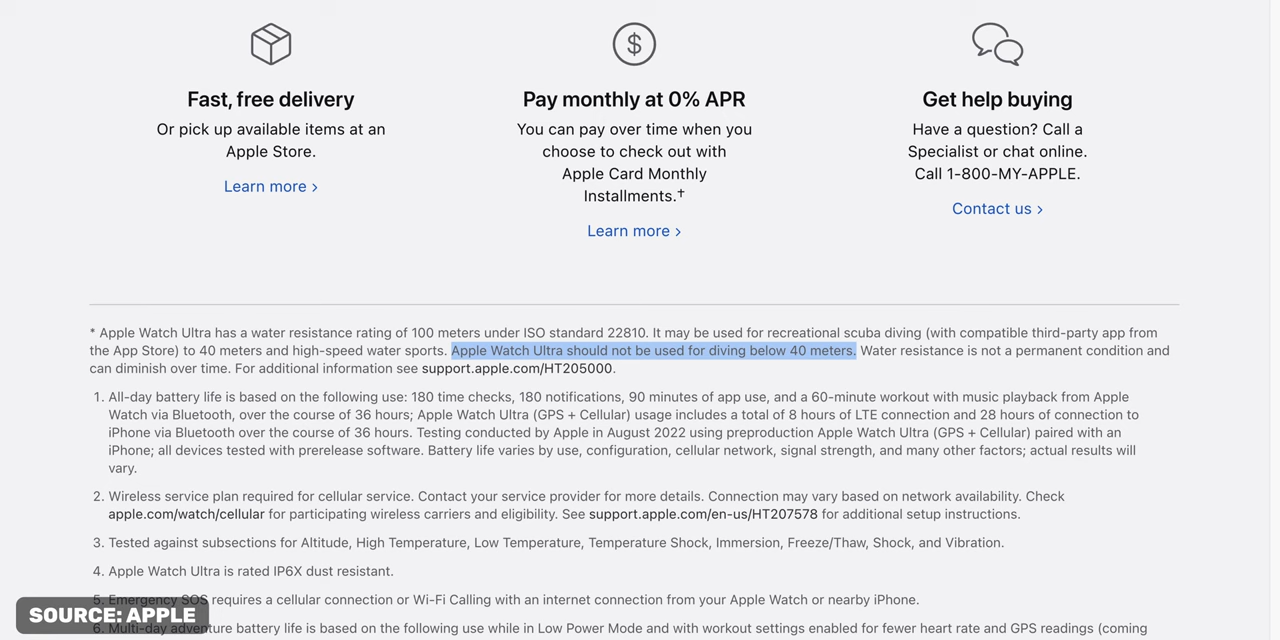 Fast, free delivery
Or pick up available items at an
Apple Store.
Learn more >
Pay monthly at 0% APR
You can pay over time when you
choose to check out with
Apple Card Monthly
Installments.†
Learn more >
Get help buying
Have a question? Call a
Specialist or chat online.
Call 1-800-MY-APPLE.
Contact us >
* Apple Watch Ultra has a water resistance rating of 100 meters under ISO standard 22810. It may be used for recreational scuba diving (with compatible third-party app from
the App Store) to 40 meters and high-speed water sports. Apple Watch Ultra should not be used for diving below 40 meters. Water resistance is not a permanent condition and
can diminish over time. For additional information see support.apple.com/HT205000.
1. All-day battery life is based on the following use: 180 time checks, 180 notifications, 90 minutes of app use, and a 60-minute workout with music playback from Apple
Watch via Bluetooth, over the course of 36 hours; Apple Watch Ultra (GPS + Cellular) usage includes a total of 8 hours of LTE connection and 28 hours of connection to
iPhone via Bluetooth over the course of 36 hours. Testing conducted by Apple in August 2022 using preproduction Apple Watch Ultra (GPS + Cellular) paired with an
iPhone; all devices tested with prerelease software. Battery life varies by use, configuration, cellular network, signal strength, and many other factors; actual results will
vary.
2. Wireless service plan required for cellular service. Contact your service provider for more details. Connection may vary based on network availability. Check
apple.com/watch/cellular for participating wireless carriers and eligibility. See support.apple.com/en-us/HT207578 for additional setup instructions.
3. Tested against subsections for Altitude, High Temperature, Low Temperature, Temperature Shock, Immersion, Freeze/Thaw, Shock, and Vibration.
4. Apple Watch Ultra is rated IP6X dust resistant.
5. Emergency SOS requires a cellular connection or Wi-Fi Calling with an internet connection from your Apple Watch or nearby iPhone.
6. Multi-day adventure battery life is based on the following use while in Low Power Mode and with workout settings enabled for fewer heart rate and GPS readings (coming
SOURCE: APPLE